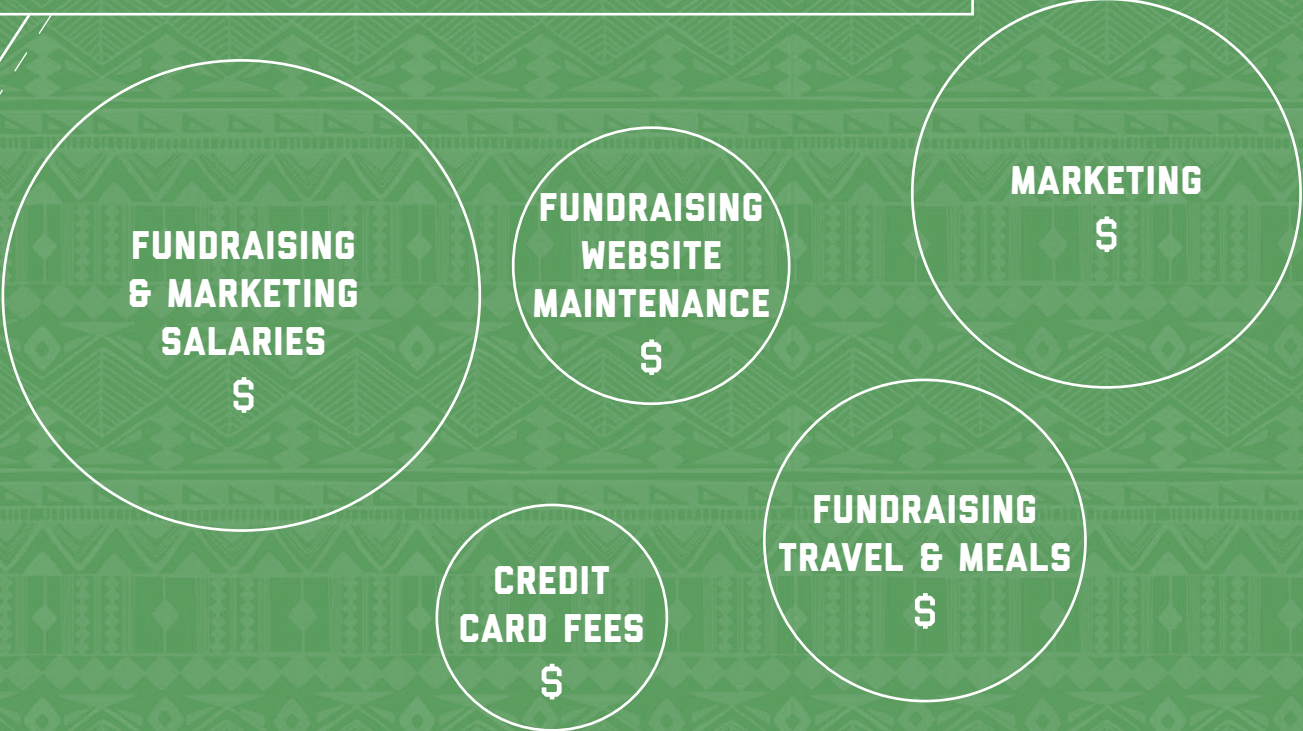 FUNDRAISING
& MARKETING
SALARIES
$
FUNDRAISING
WEBSITE
MAINTENANCE
$
MARKETING
$
CREDIT
CARD FEES
$
FUNDRAISING
TRAVEL & MEALS
$